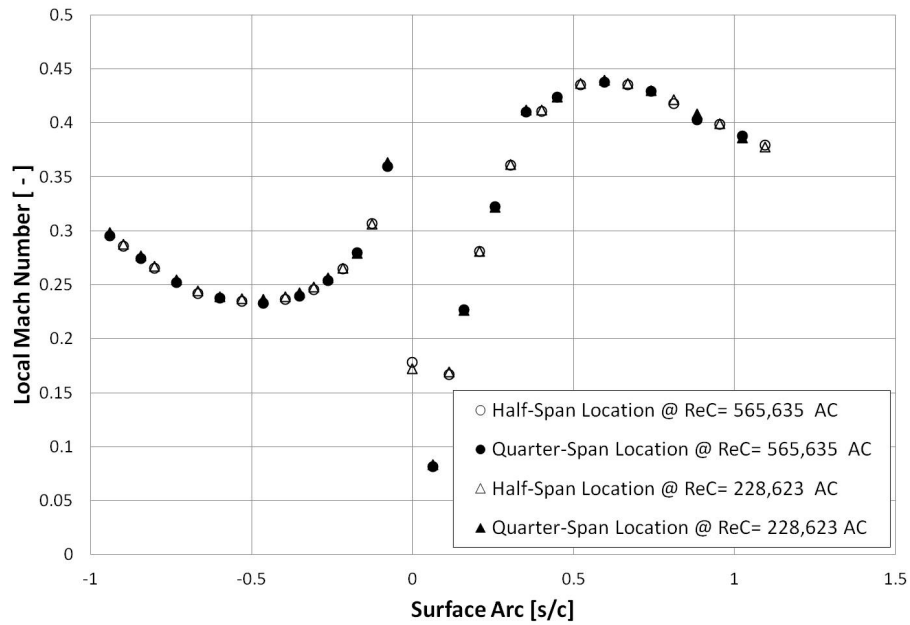 0.5
0.45
0.4
0.35
0.3
0.25
0.2
0.15
0.1
0.05
0
Local Mach Number [ - ]
-1
-0.5
0
0.5
1
1.5
Surface Arc [s/c]
Half-Span Location @ ReC= 565,635 AC
Quarter-Span Location @ ReC= 565,635 AC
Half-Span Location @ ReC= 228,623 AC
Quarter-Span Location @ ReC= 228,623 AC